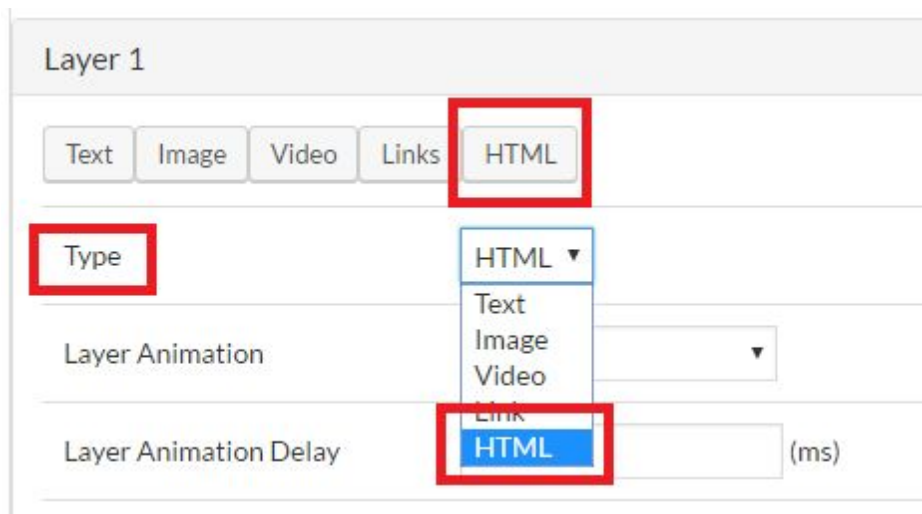 Layer 1
Text Image Video Links HTML
Type HTML
Text
Image
Layer Animation
Video
Link
Layer Animation Delay HTML (ms)